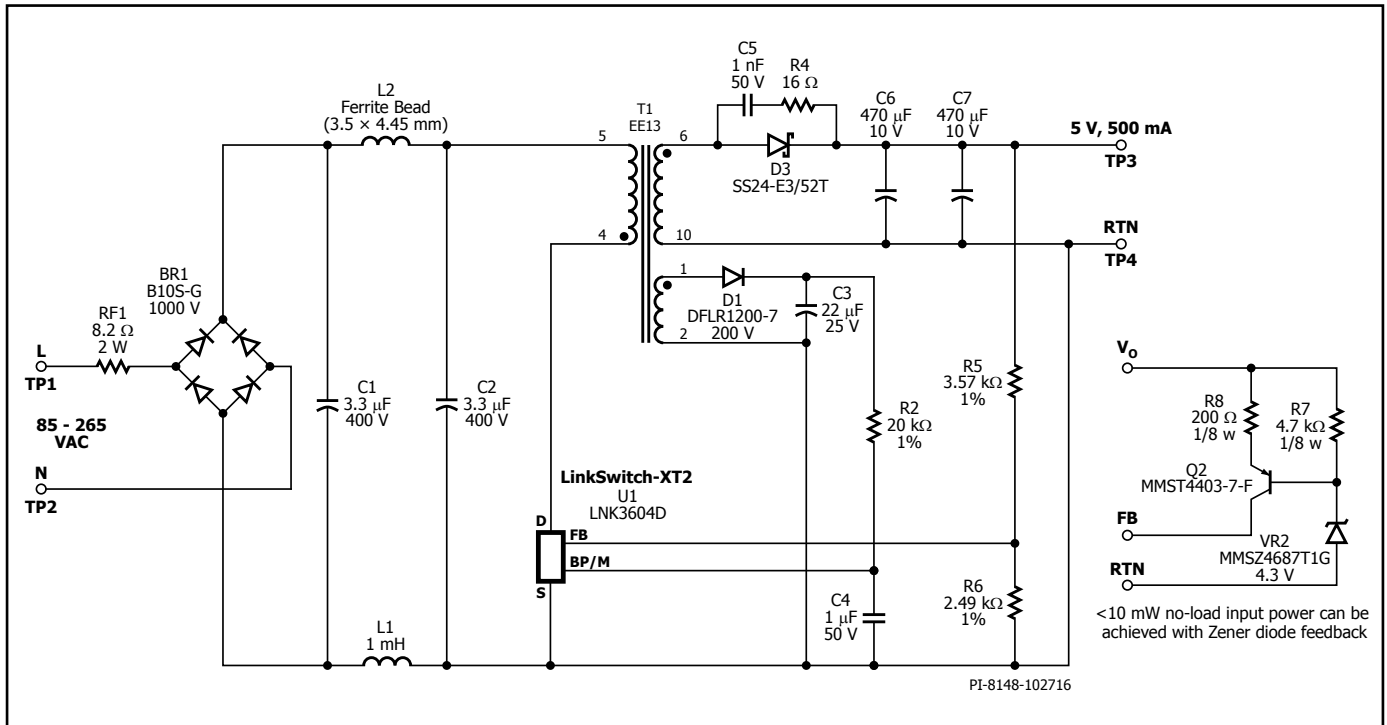 L2
Ferrite Bead
(3.5 × 4.45 mm)
T1
EE13
5
4
6
10
1
2
C5
1 nF
50 V
R4
16 Ω
D3
SS24-E3/52T
C6
470 µF
10 V
C7
470 µF
10 V
5 V, 500 mA
TP3
RTN
TP4
BR1
B10S-G
1000 V
RF1
8.2 Ω
2 W
L
TP1
85 - 265
VAC
N
TP2
C1
3.3 µF
400 V
C2
3.3 µF
400 V
D1
DFLR1200-7
200 V
C3
22 µF
25 V
R2
20 kΩ
1%
R5
3.57 kΩ
1%
LinkSwitch-XT2
U1
LNK3604D
D
FB
BP/M
S
C4
1 µF
50 V
R6
2.49 kΩ
1%
L1
1 mH
VO
R8
200 Ω
1/8 w
R7
4.7 kΩ
1/8 w
Q2
MMST4403-7-F
FB
VR2
MMSZ4687T1G
4.3 V
RTN
<10 mW no-load input power can be
achieved with Zener diode feedback
PI-8148-102716